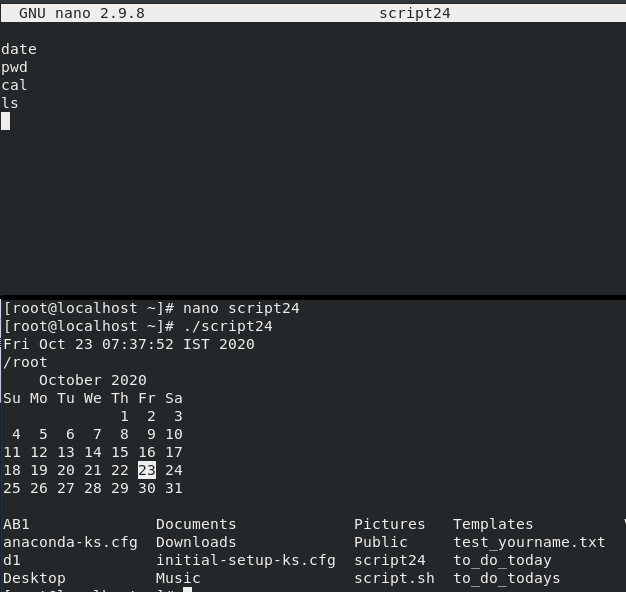 GNU nano 2.9.8 script24
date
pwd
cal
ls
[root@localhost ~]# nano script24
[root@localhost ~]# ./script24
Fri Oct 23 07:37:52 IST 2020
/root
October 2020
Su Mo Tu We Th Fr Sa
1 2 3
4 5 6 7 8 9 10
11 12 13 14 15 16 17
18 19 20 21 22 23 24
25 26 27 28 29 30 31
AB1 Documents Pictures Templates
anaconda-ks.cfg Downloads Public test_yourname.txt
d1 initial-setup-ks.cfg script24 to_do_today
Desktop Music script.sh to_do_todays
[root@localhost ~]#